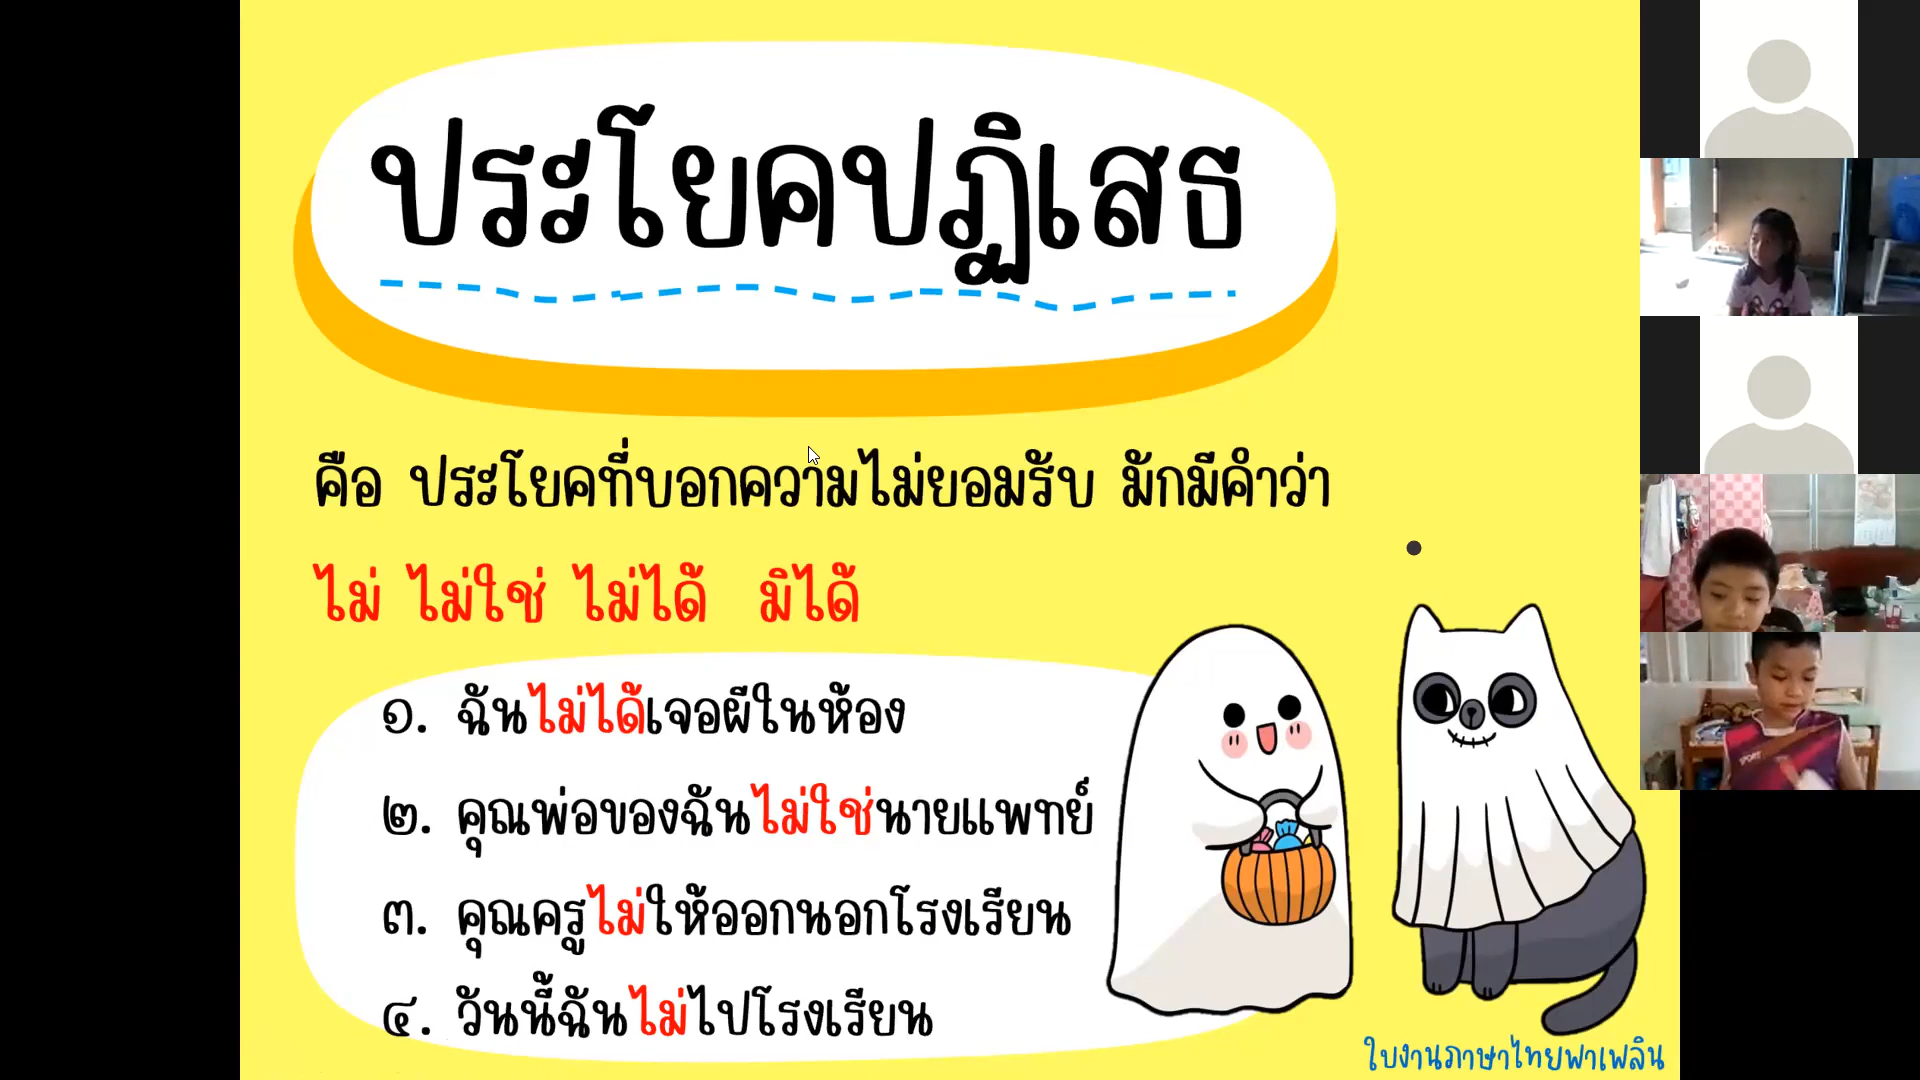 ประโยคปฏิเสธ
คือ ประโยคที่บอกความไม่ยอมรับ มักมีคำว่า
ไม่ ไม่ใช่ ไม่ได้ มิได้
๑. ฉันไม่ได้เจอผีในห้อง
๒. คุณพ่อของฉันไม่ใช่นายแพทย์
๓. คุณครูไม่ให้ออกนอกโรงเรียน
๔. วันนี้ฉันไม่ไปโรงเรียน
ใบงานภาษาไทยพาเพลิน